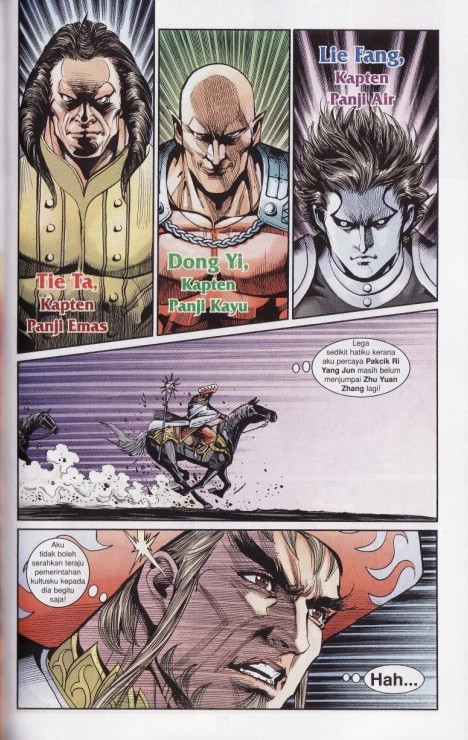 Tie Ta,
Kapten
Panji Emas
Dong Yi,
Kapten
Panji Kayu
Lie Fang,
Kapten
Panji Air
Lega
sedikit hatiku kerana
aku percaya Pakcik Ri
Yang Jun masih belum
menjumpai Zhu Yuan
Zhang lagi!
Aku
tidak boleh
serahkan teraju
pemerintahan
kultusku kepada
dia begitu
saja!
Hah...